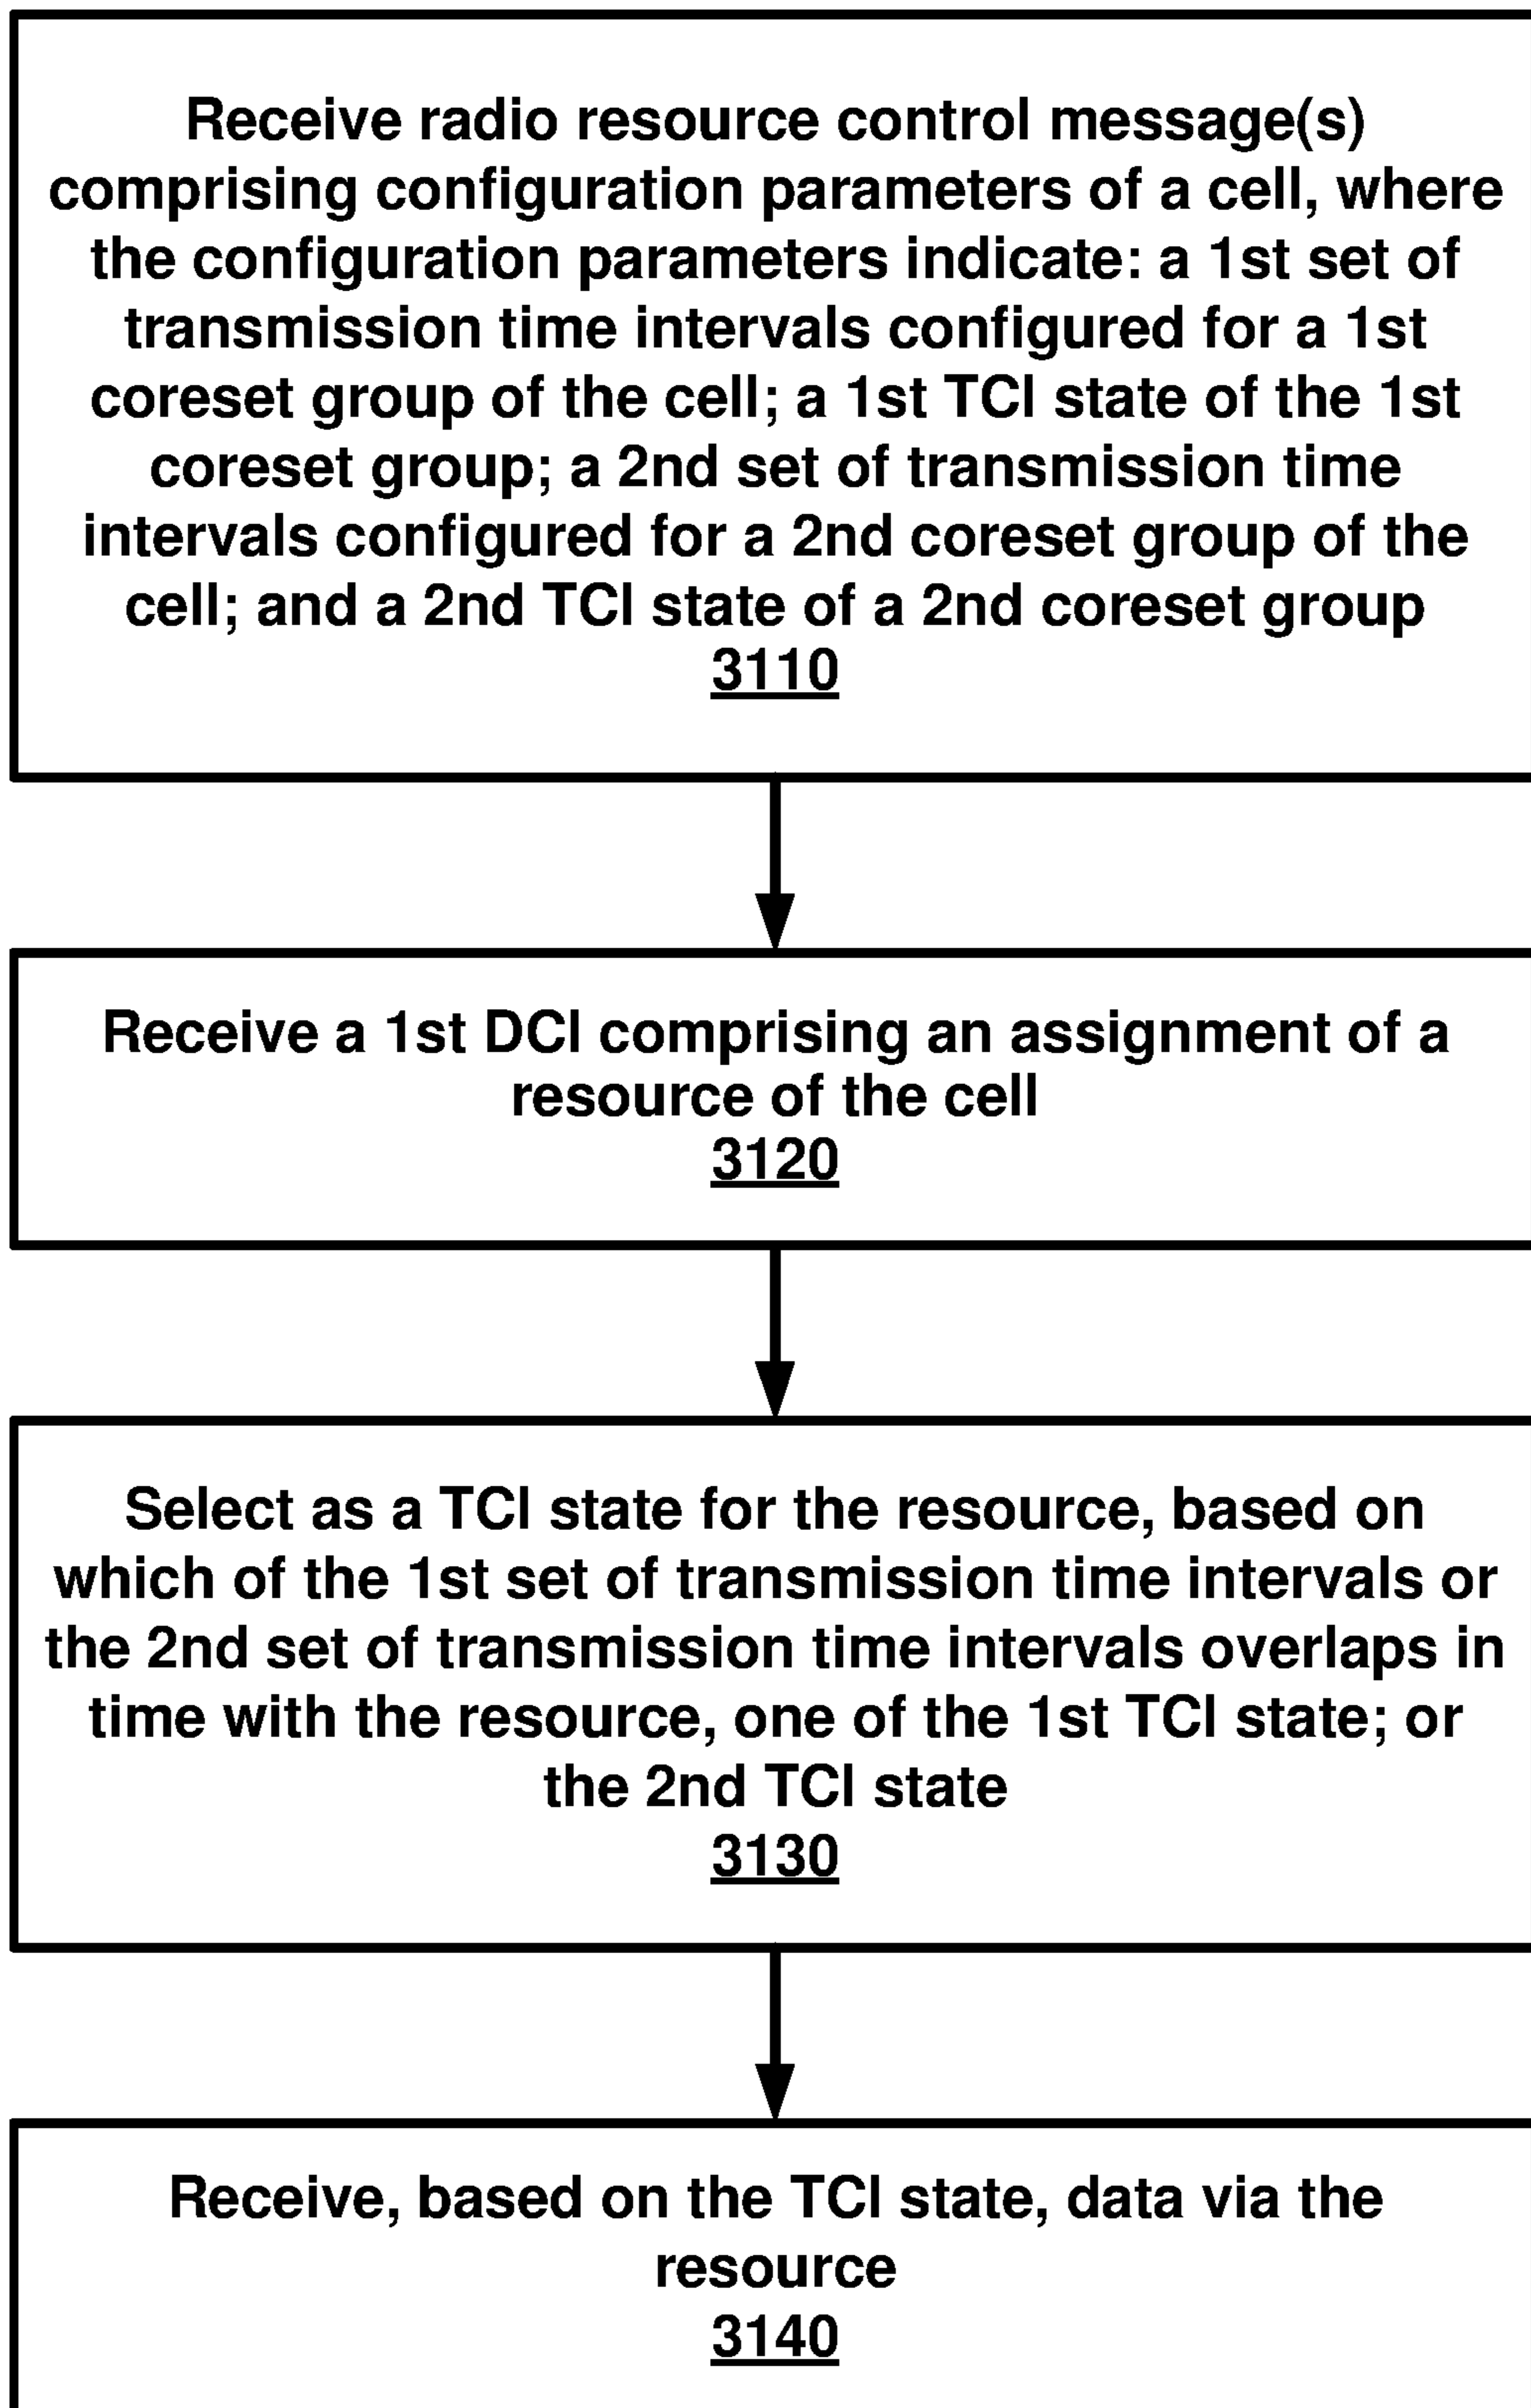 Receive radio resource control message(s)
comprising configuration parameters of a cell, where
the configuration parameters indicate: a 1st set of
transmission time intervals configured for a 1st
coreset group of the cell; a 1st TCI state of the 1st
coreset group; a 2nd set of transmission time
intervals configured for a 2nd coreset group of the
cell; and a 2nd TCI state of a 2nd coreset group
3110
Receive a 1st DCI comprising an assignment of a
resource of the cell
3120
Select as a TCI state for the resource, based on
which of the 1st set of transmission time intervals or
the 2nd set of transmission time intervals overlaps in
time with the resource, one of the 1st TCI state; or
the 2nd TCI state
3130
Receive, based on the TCI state, data via the
resource
3140